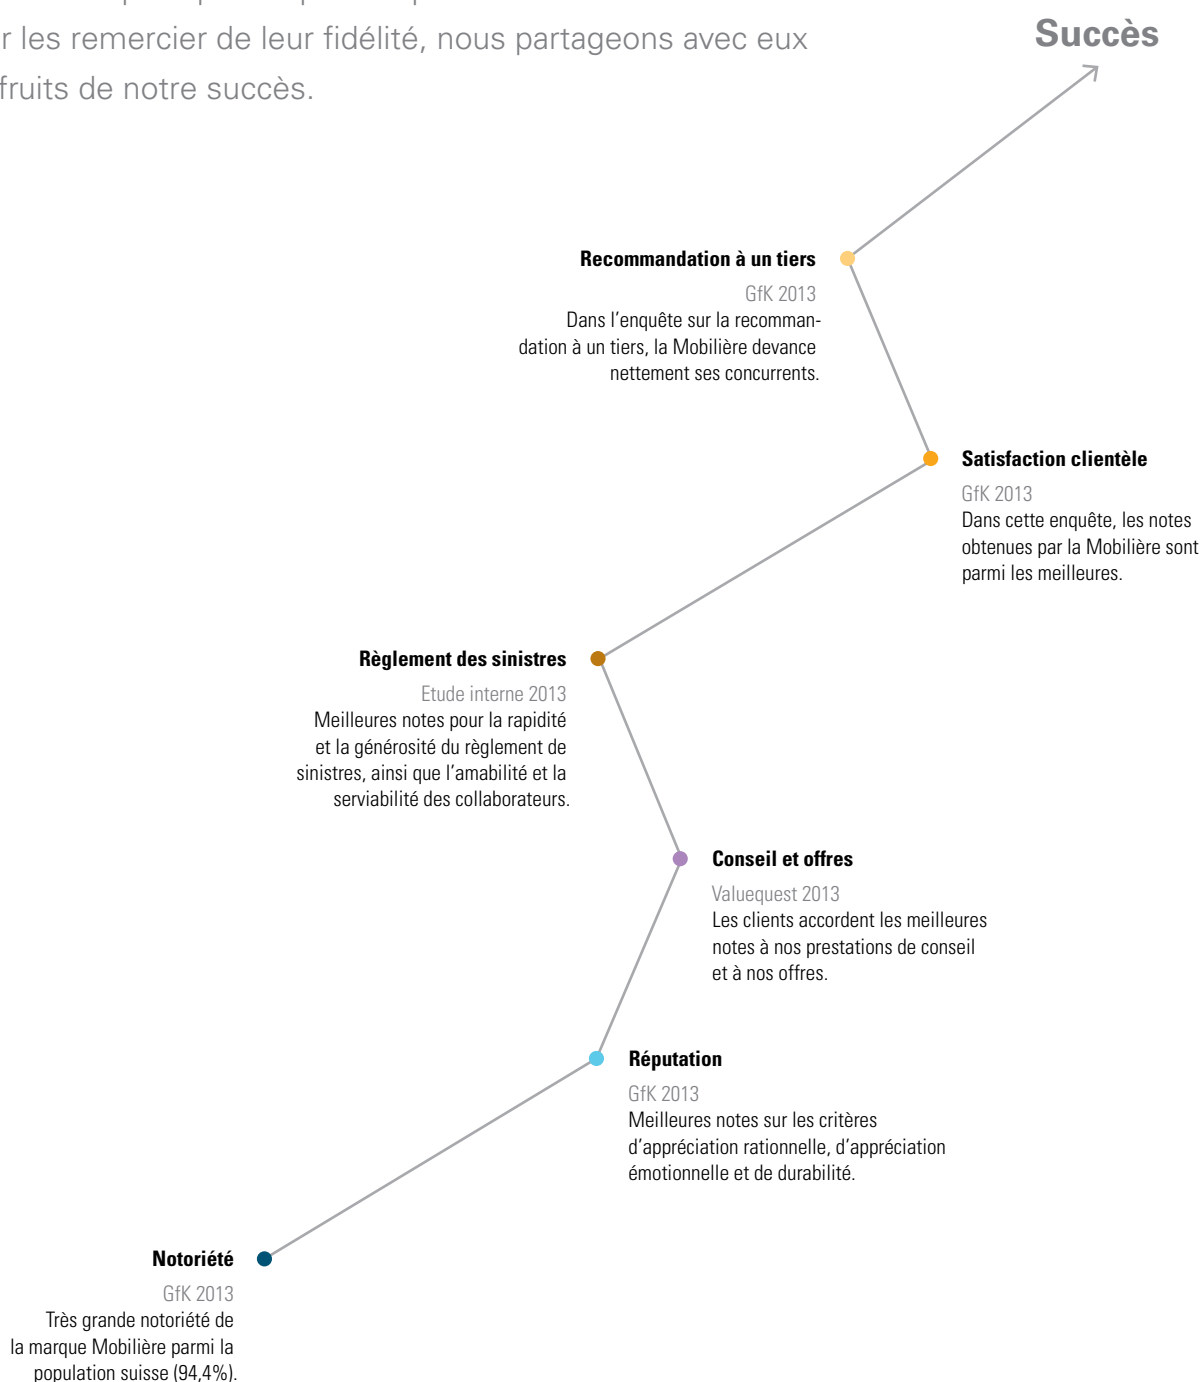 r les remercier de leur fidélité, nous partageons avec eux
fruits de notre succès.
Succès
Recommandation à un tiers
GfK 2013
Dans l'enquête sur la recomman-
dation à un tiers, la Mobilière devance
nettement ses concurrents.
Satisfaction clientèle
GfK 2013
Dans cette enquête, les notes
obtenues par la Mobilière sont
parmi les meilleures.
Règlement des sinistres
Etude interne 2013
Meilleures notes pour la rapidité
et la générosité du règlement de
sinistres, ainsi que l'amabilité et la
serviabilité des collaborateurs.
Conseil et offres
Valuequest 2013
Les clients accordent les meilleures
notes à nos prestations de conseil
et à nos offres.
Réputation
GfK 2013
Meilleures notes sur les critères
d'appréciation rationnelle, d'appréciation
émotionnelle et de durabilité.
Notoriété
GfK 2013
Très grande notoriété de
la marque Mobilière parmi la
population suisse (94,4%).